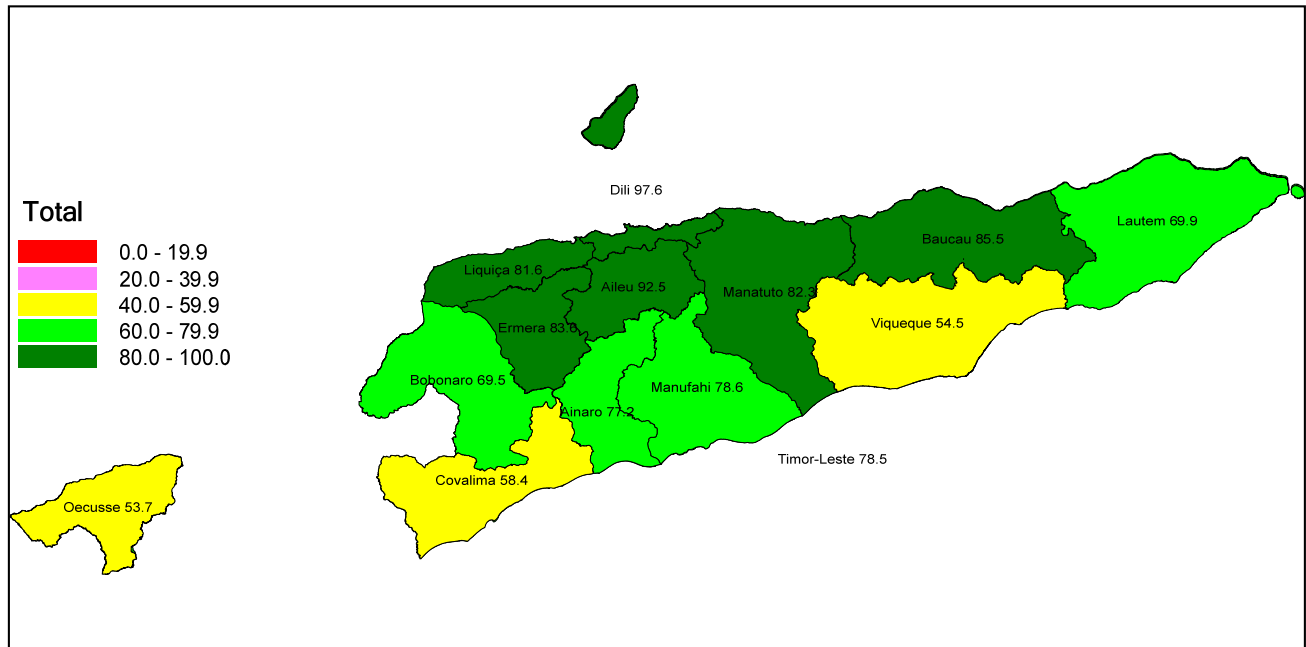 Dili 97.6
Total
0.0 - 19.9
20.0 - 39.9
40.0 - 59.9
60.0 - 79.9
80.0 - 100.0
Lautem 69.9
Baucau 85.5
Liquiça 81.6
Aileu 92.5
Manatuto 82.3
Ermera
Viqueque 54.5
Bobonaro 69.5
Manufahi 78.6
Ainaro 77.2
Timor-Leste 78.5
Covalima 58.4
Oecusse 53.7